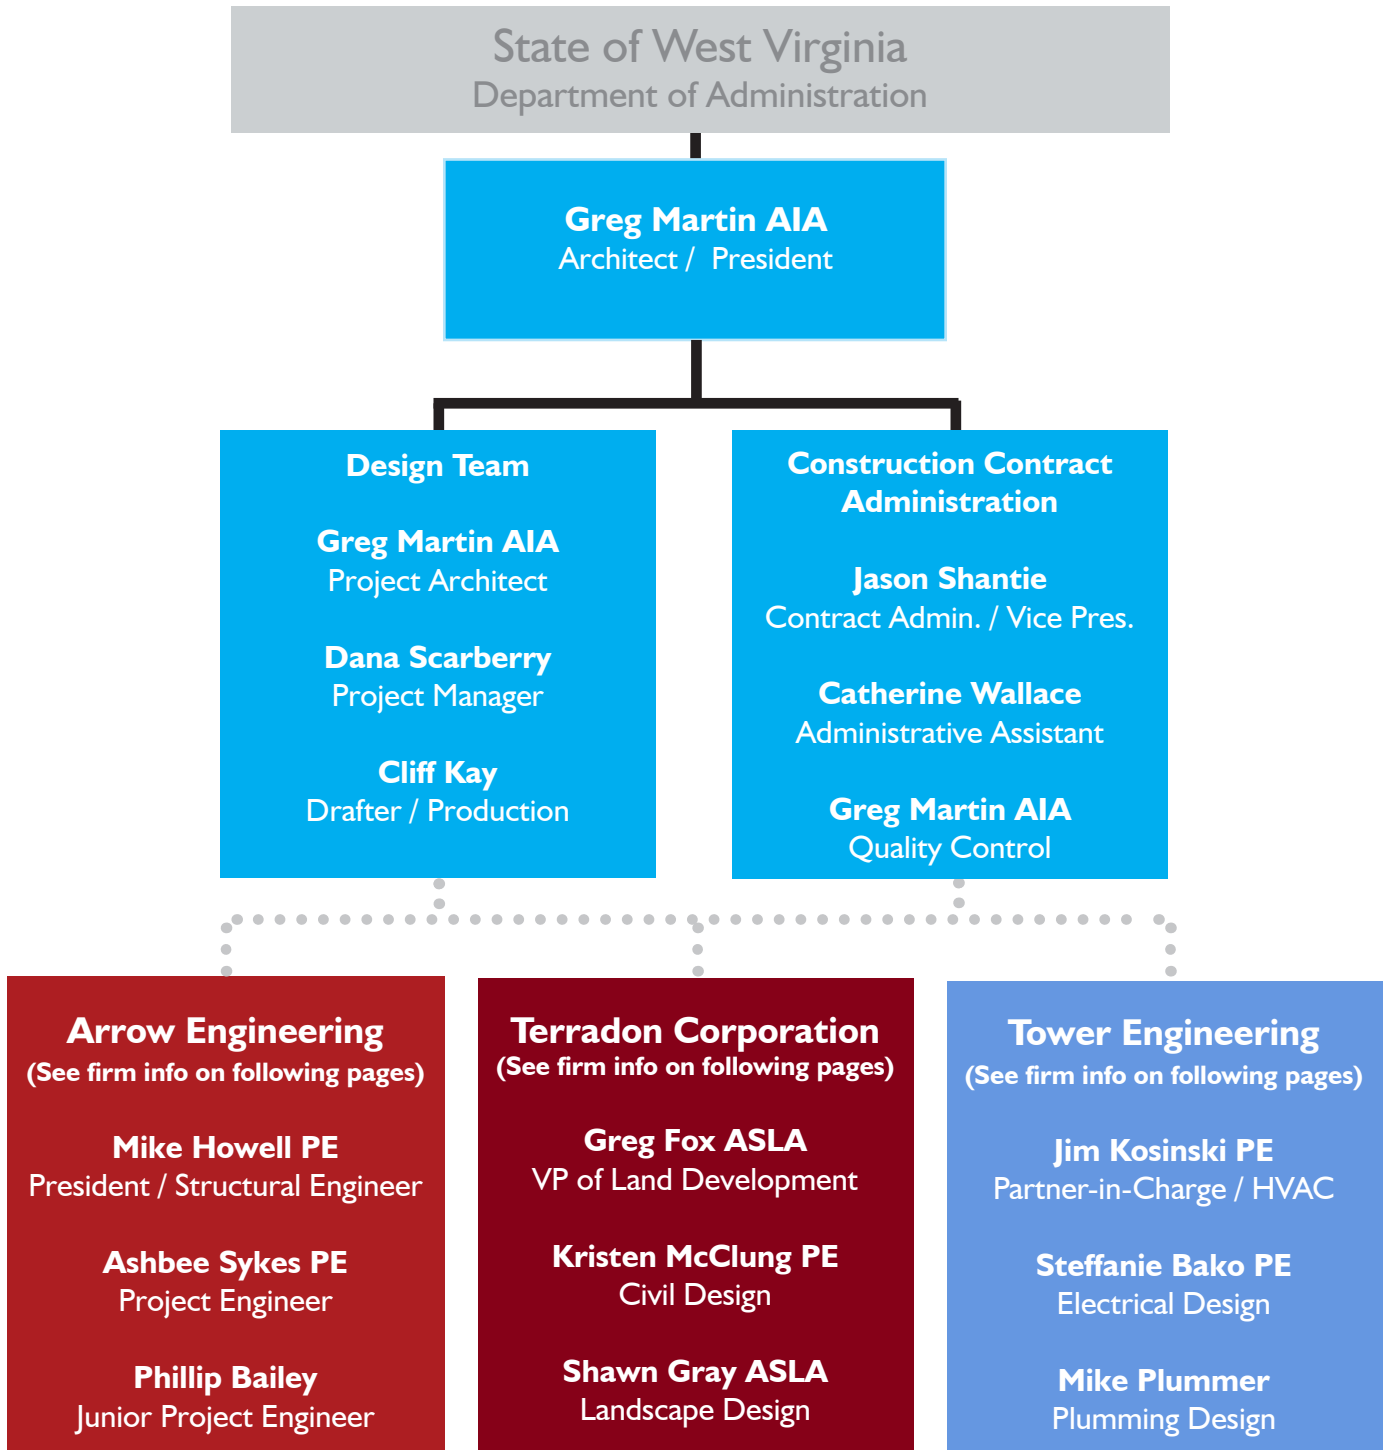 State of West Virginia
Department of Administration
Greg Martin AIA
Architect / President
Design Team
Greg Martin AIA
Project Architect
Dana Scarberry
Project Manager
Cliff Kay
Drafter / Production
Construction Contract
Administration
Jason Shantie
Contract Admin. / Vice Pres.
Catherine Wallace
Administrative Assistant
Greg Martin AIA
Quality Control
Arrow Engineering
(See firm info on following pages)
Mike Howell PE
President / Structural Engineer
Ashbee Sykes PE
Project Engineer
Phillip Bailey
Junior Project Engineer
Terradon Corporation
(See firm info on following pages)
Greg Fox ASLA
VP of Land Development
Kristen McClung PE
Civil Design
Shawn Gray ASLA
Landscape Design
Tower Engineering
(See firm info on following pages)
Jim Kosinski PE
Partner-in-Charge / HVAC
Steffanie Bako PE
Electrical Design
Mike Plummer
Plumming Design